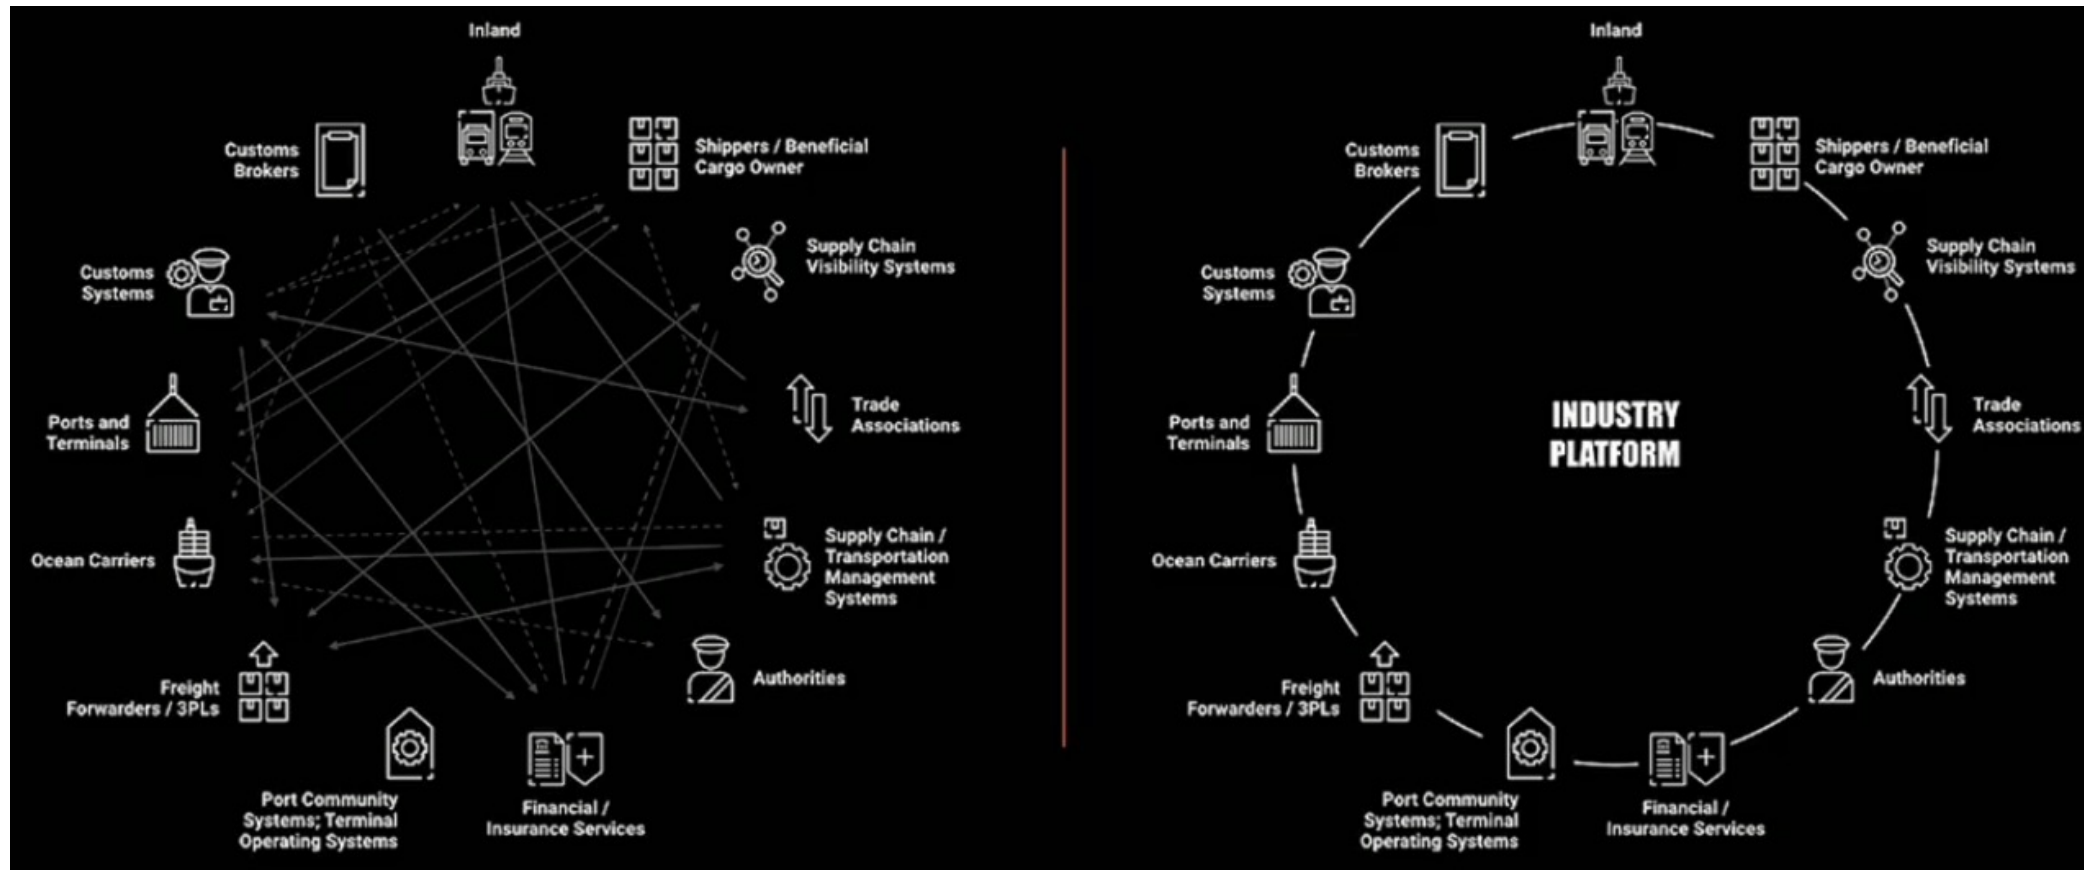 Inland
Customs
Brokers
Shippers / Beneficial
Cargo Owner
Customs
Systems
Supply Chain
Visibility Systems
Ports and
Terminals
Trade
Associations
Ocean Carriers
Supply Chain /
Transportation
Management
Systems
Freight
Forwarders / 3PLs
Authorities
Port Community
Systems; Terminal
Operating Systems
Financial /
Insurance Services
Inland
Customs
Brokers
Shippers / Beneficial
Cargo Owner
Customs
Systems
Supply Chain
Visibility Systems
Ports and
Terminals
INDUSTRY
PLATFORM
Trade
Associations
Ocean Carriers
Supply Chain /
Transportation
Management
Systems
Freight
Forwarders / 3PLs
Authorities
Port Community
Systems; Terminal
Operating Systems
Financial /
Insurance Services